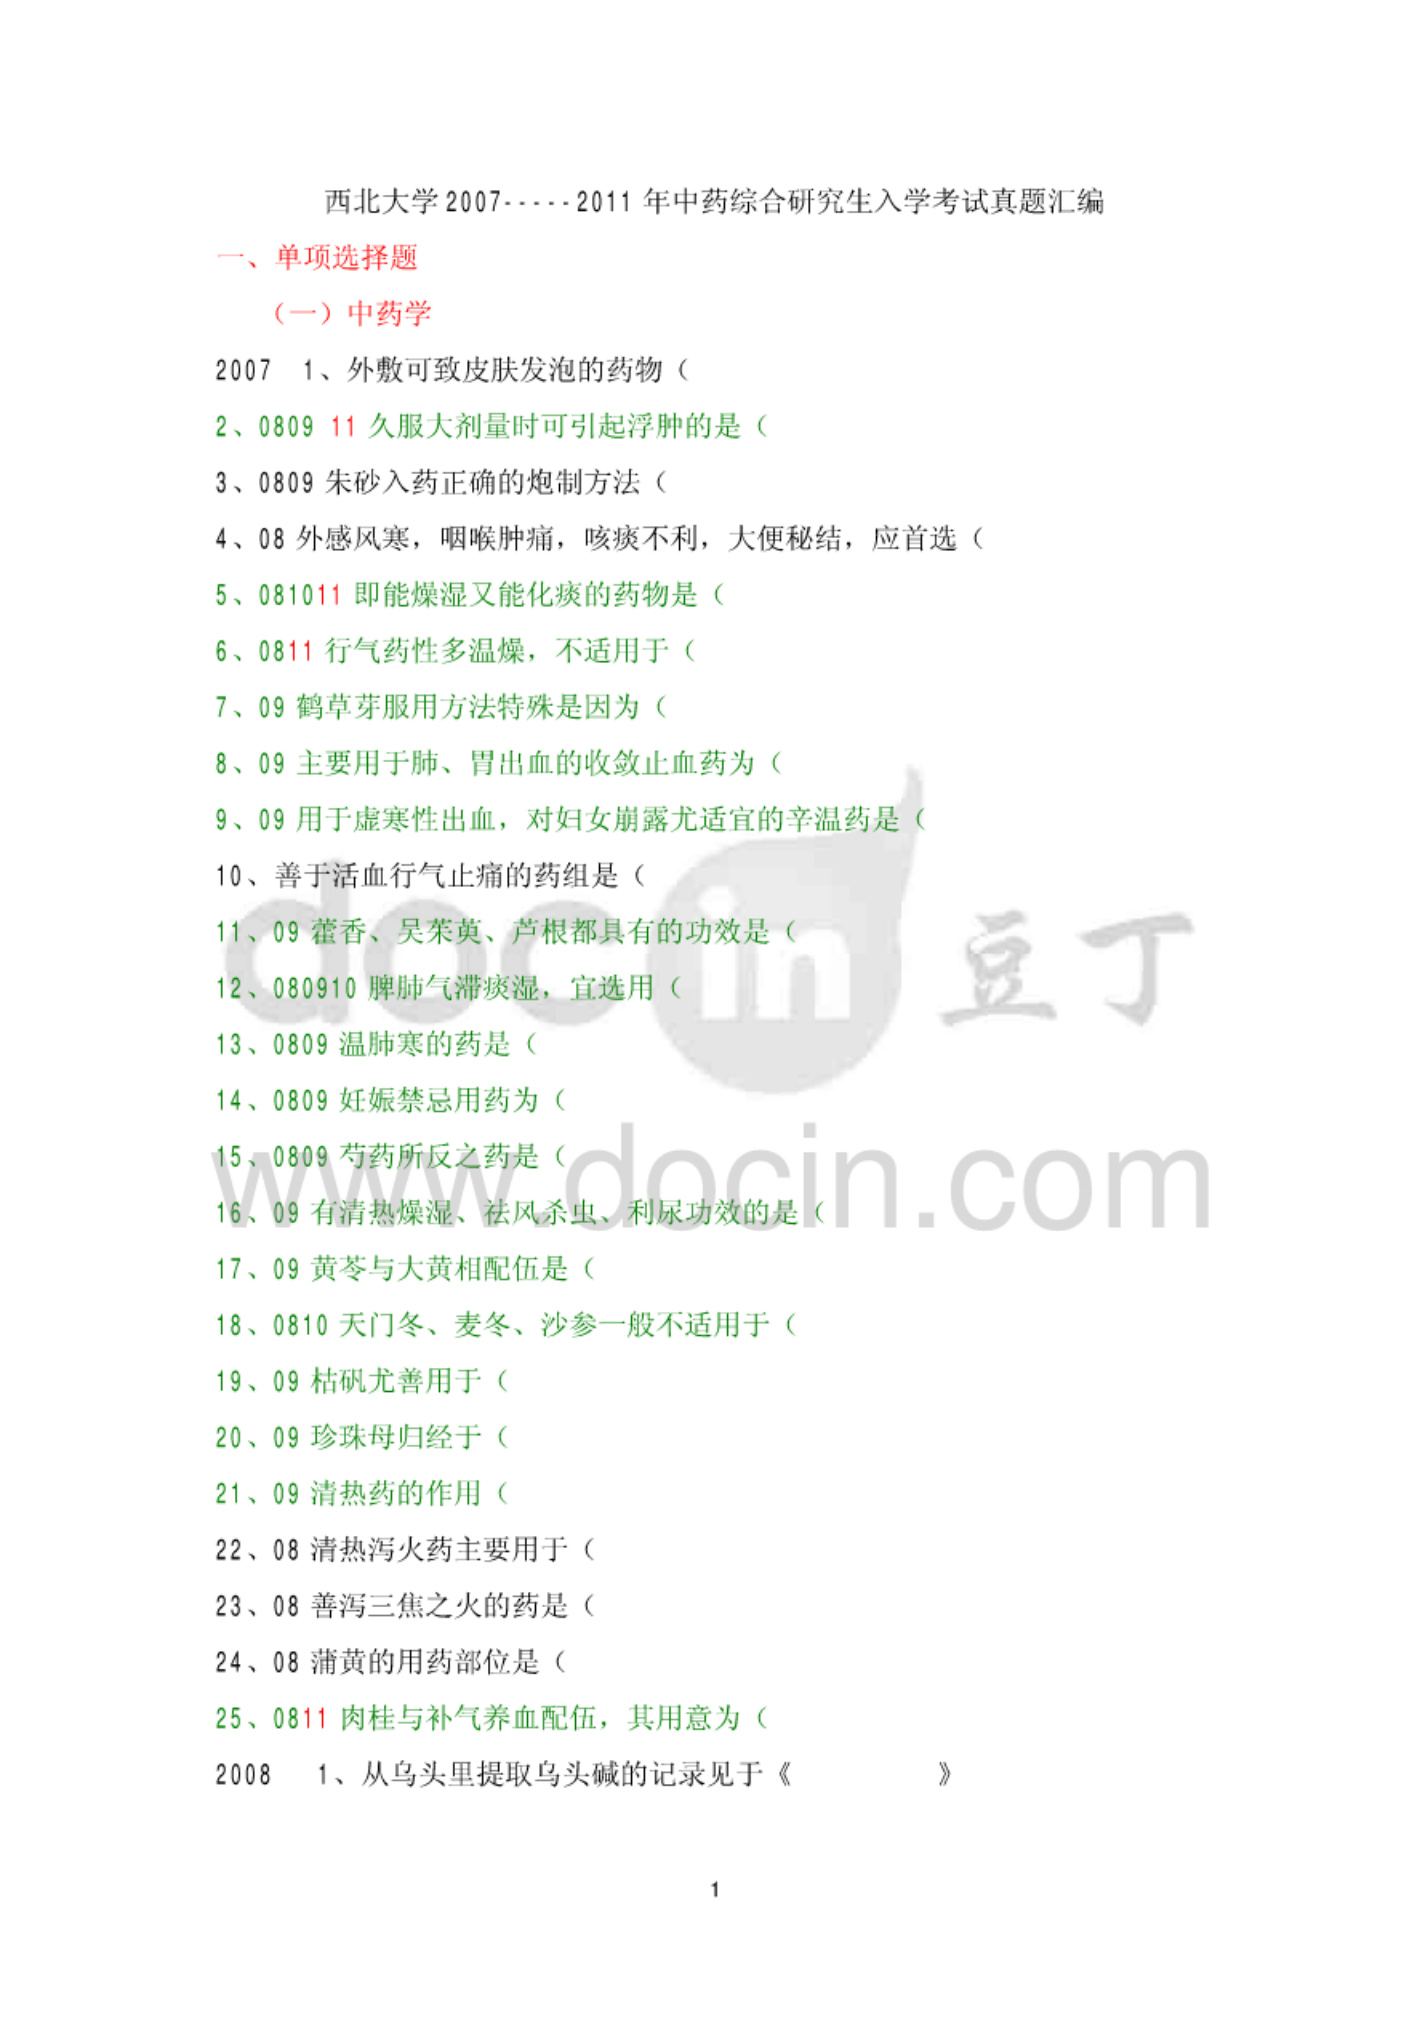 西北大学2007-----2011年中药综合研究生入学考试真题汇编
一、单项选择题
（一）中药学
2007 1、外敷可致皮肤发泡的药物（
2、0809 11 久服大剂量时可引起浮肿的是（
3、0809 朱砂入药正确的炮制方法（
4、08 外感风寒，咽喉肿痛，咳痰不利，大便秘结，应首选（
5、081011 即能燥湿又能化痰的药物是（
6、0811 行气药性多温燥，不适用于（
7、09 鹤草芽服用方法特殊是因为（
8、09 主要用于肺、胃出血的收敛止血药为（
9、09 用于虚寒性出血，对妇女崩露尤适宜的辛温药是（
10、善于活血行气止痛的药组是（
11、09 藿香、吴茱萸、芦根都具有的功效是（
12、080910 脾肺气滞痰湿，宜选用（
13、0809 温肺寒的药是（
14、0809 妊娠禁忌用药为（
15、0809 芍药所反之药是（
16、09 有清热燥湿、祛风杀虫、利尿功效的是（
17、09 黄芩与大黄相配伍是（
18、0810 天门冬、麦冬、沙参一般不适用于（
19、09 枯矾尤善用于（
20、09 珍珠母归经于（
21、09 清热药的作用（
22、08 清热泻火药主要用于（
23、08 善泻三焦之火的药是（
24、08 蒲黄的用药部位是（
25、0811 肉桂与补气养血配伍，其用意为（
2008 1、从乌头里提取乌头碱的记录见于《 》
1
docin 豆丁
www.docin.com